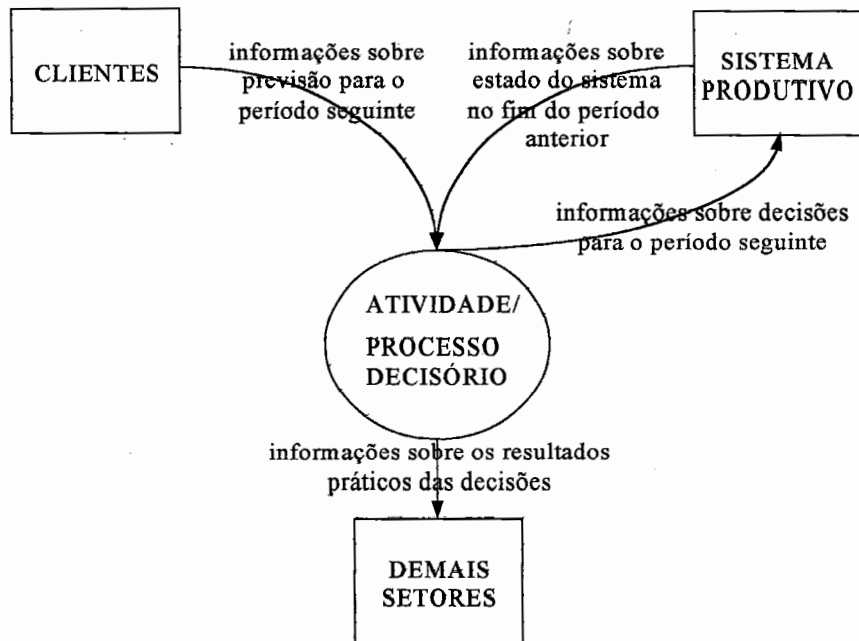 CLIENTES
informações sobre
previsão para o
período seguinte
informações sobre
estado do sistema
no fim do período
anterior
SISTEMA
PRODUTIVO
informações sobre decisões
para o período seguinte
ATIVIDADE/
PROCESSO
DECISÓRIO
informações sobre os resultados
práticos das decisões
DEMAIS
SETORES